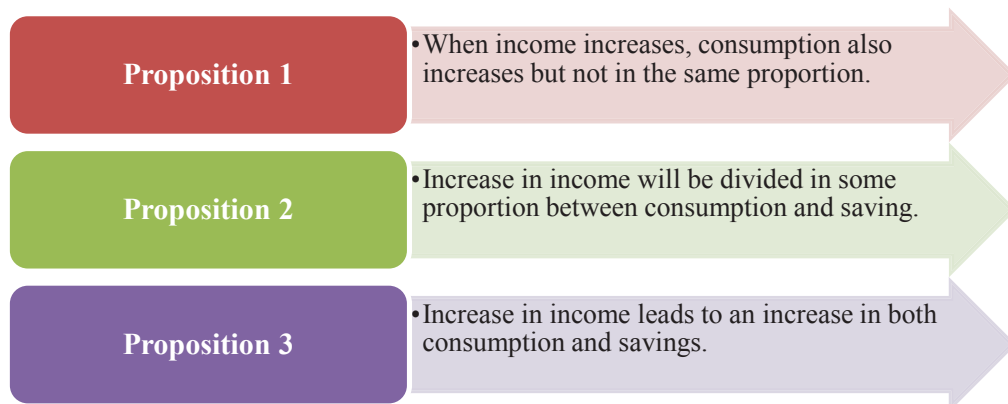 Proposition 1
•When income increases, consumption also
increases but not in the same proportion.
Proposition 2
•Increase in income will be divided in some
proportion between consumption and saving.
Proposition 3
•Increase in income leads to an increase in both
consumption and savings.